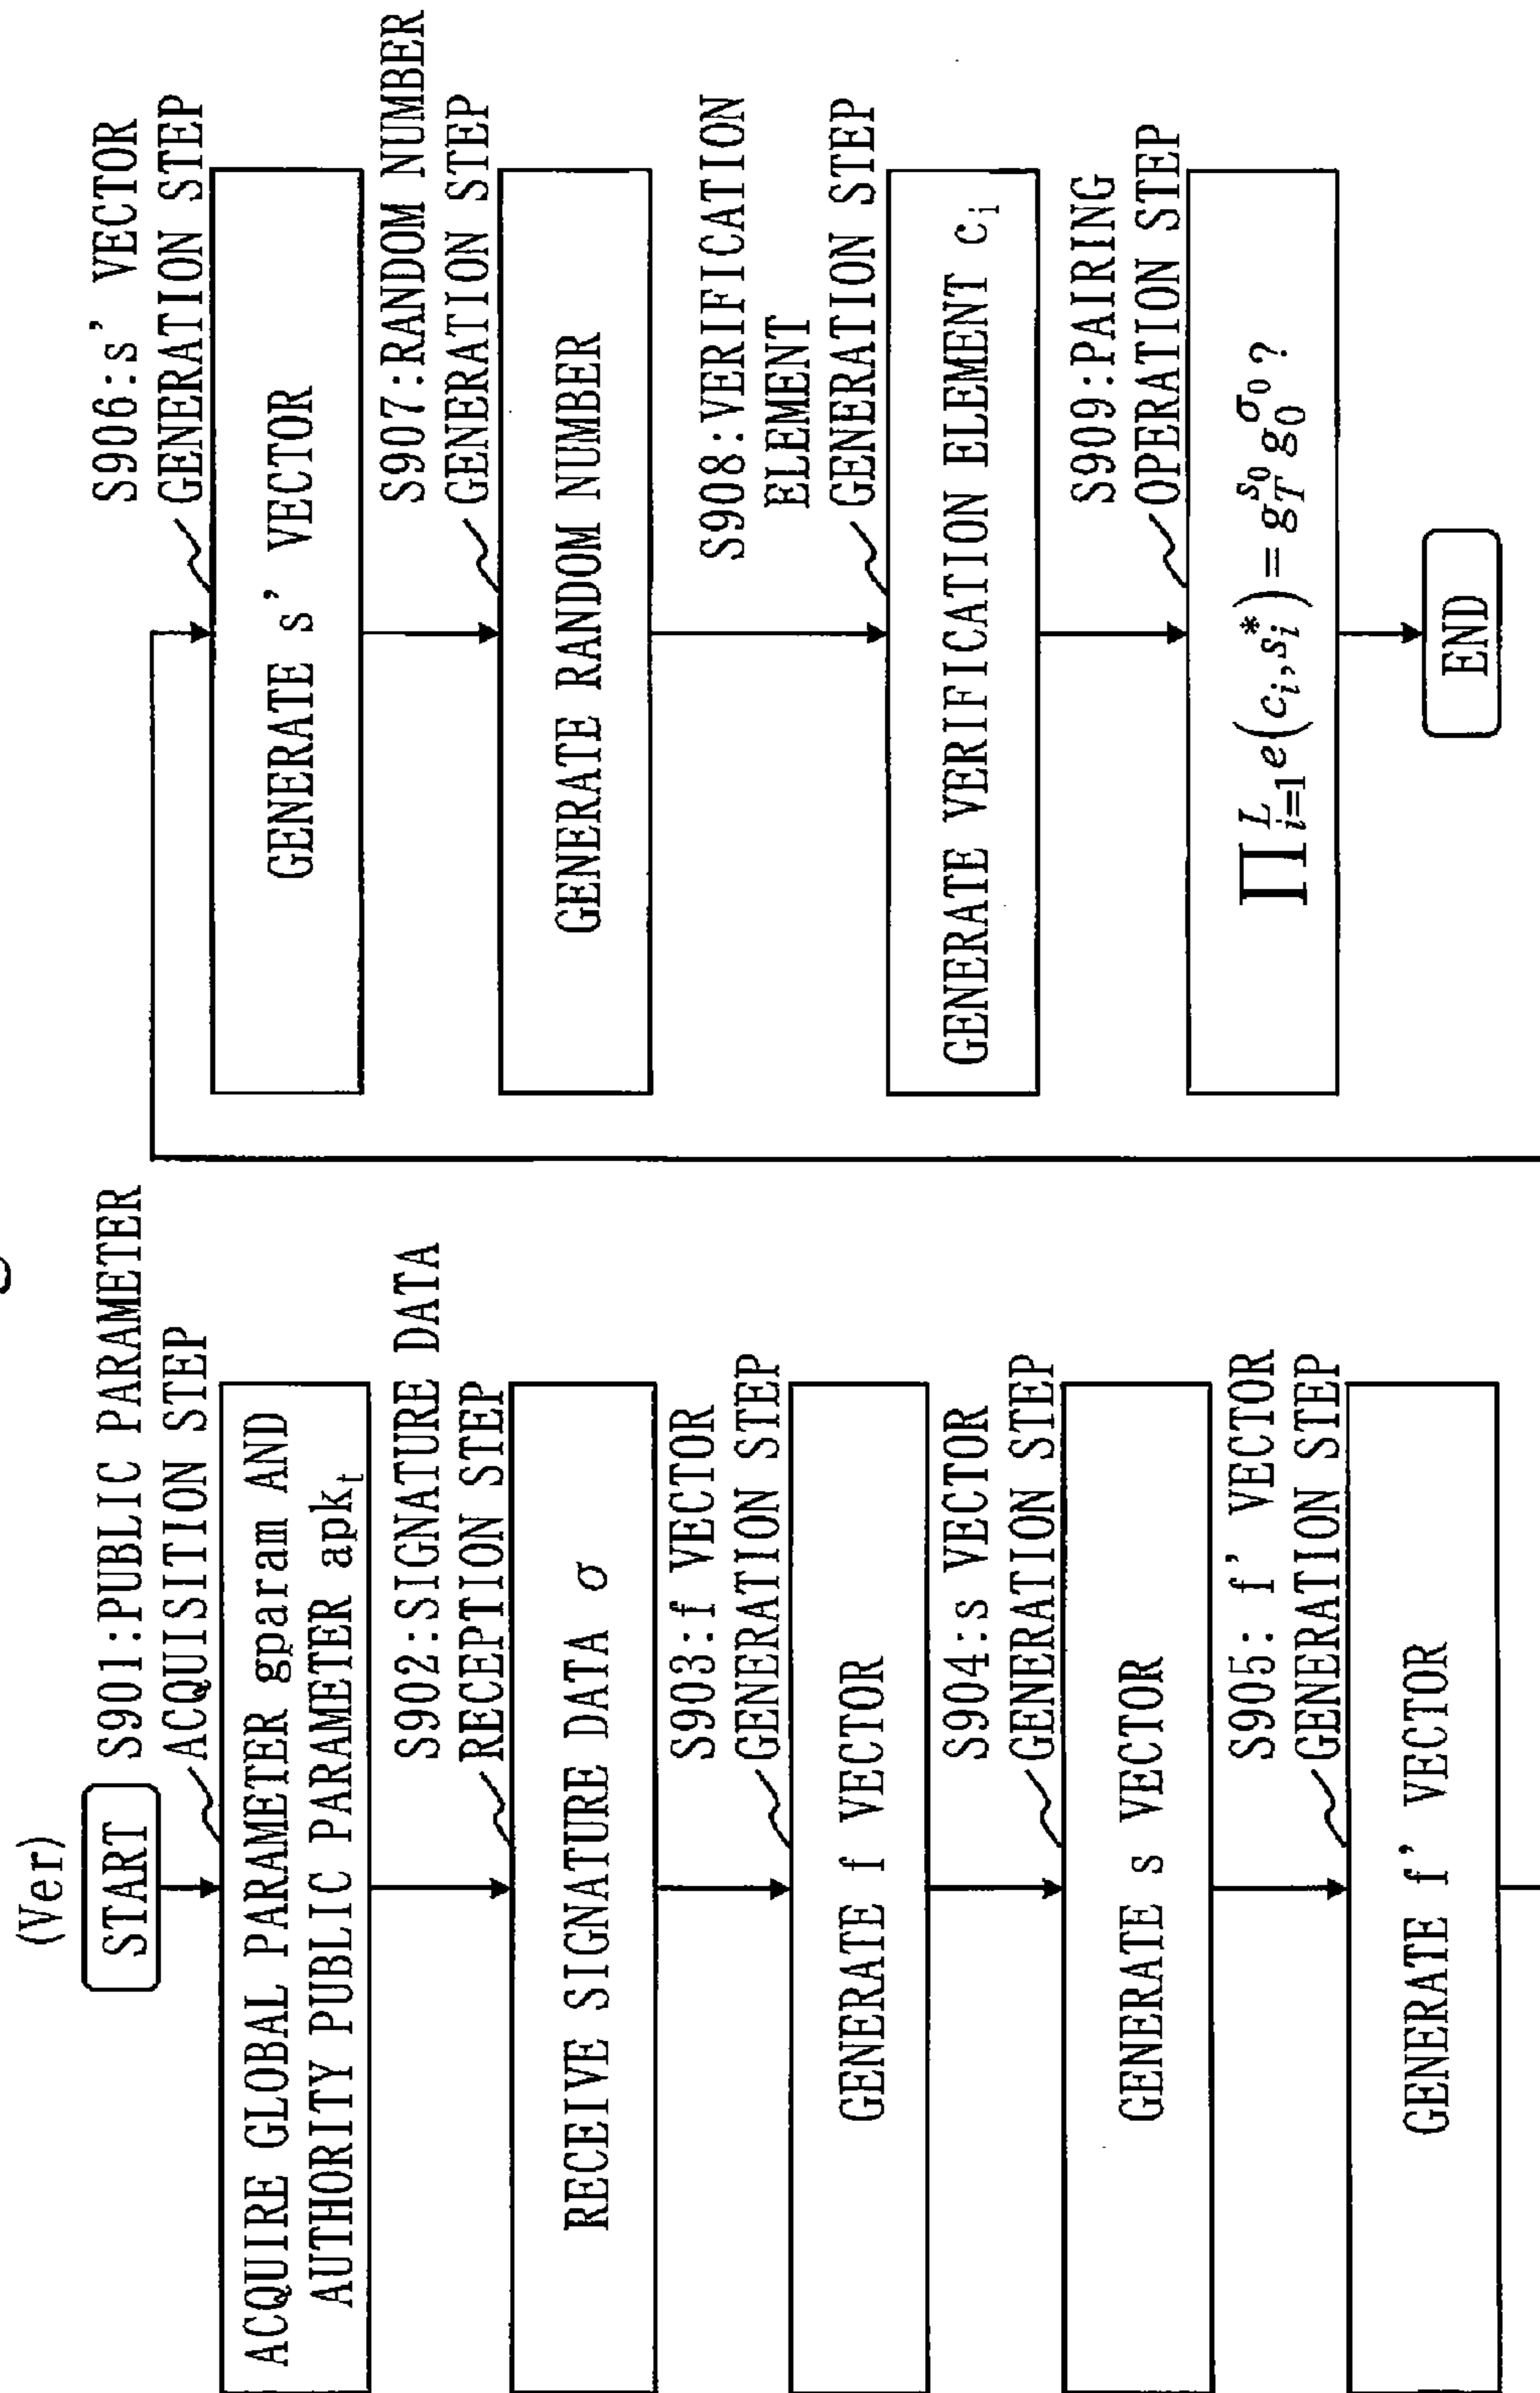 (Ver)
START
S901:PUBLIC PARAMETER
ACQUISITION STEP
ACQUIRE GLOBAL PARAMETER gparam AND
AUTHORITY PUBLIC PARAMETER apk_t
S902:SIGNATURE DATA
RECEPTION STEP
RECEIVE SIGNATURE DATA σ
S903:f VECTOR
GENERATION STEP
GENERATE f VECTOR
S904:s VECTOR
GENERATION STEP
GENERATE s VECTOR
S905: f' VECTOR
GENERATION STEP
GENERATE f' VECTOR
S906:s' VECTOR
GENERATION STEP
GENERATE s' VECTOR
S907:RANDOM NUMBER
GENERATION STEP
GENERATE RANDOM NUMBER
S908:VERIFICATION
ELEMENT
GENERATION STEP
GENERATE VERIFICATION ELEMENT c_i
S909:PAIRING
OPERATION STEP
∏_{i=1}^{L} e(c_i, s_i^*) = g_T^{s_0} g_0^{σ_0} ?
END